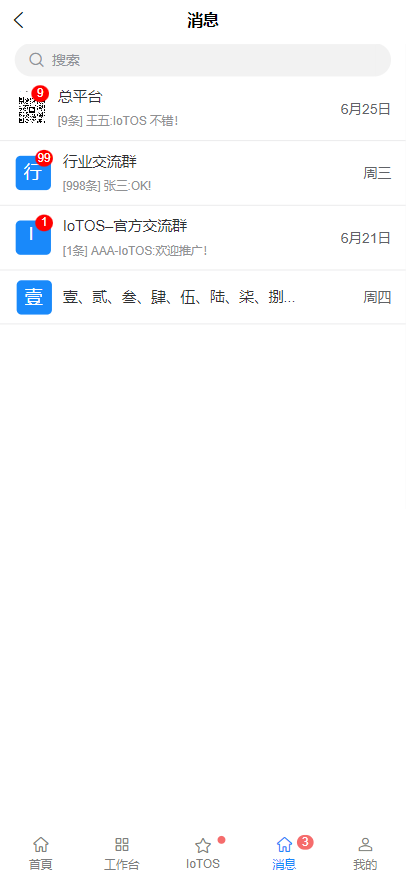 消息
搜索
9
总平台
6月25日
[9条] 王五:IoTOS 不错!
99
行
行业交流群
周三
[998条] 张三:OK!
1
I
IoTOS–官方交流群
6月21日
[1条] AAA-IoTOS:欢迎推广!
壹
壹、贰、叁、肆、伍、陆、柒、捌...
周四
3
首頁
工作台
IoTOS
消息
我的